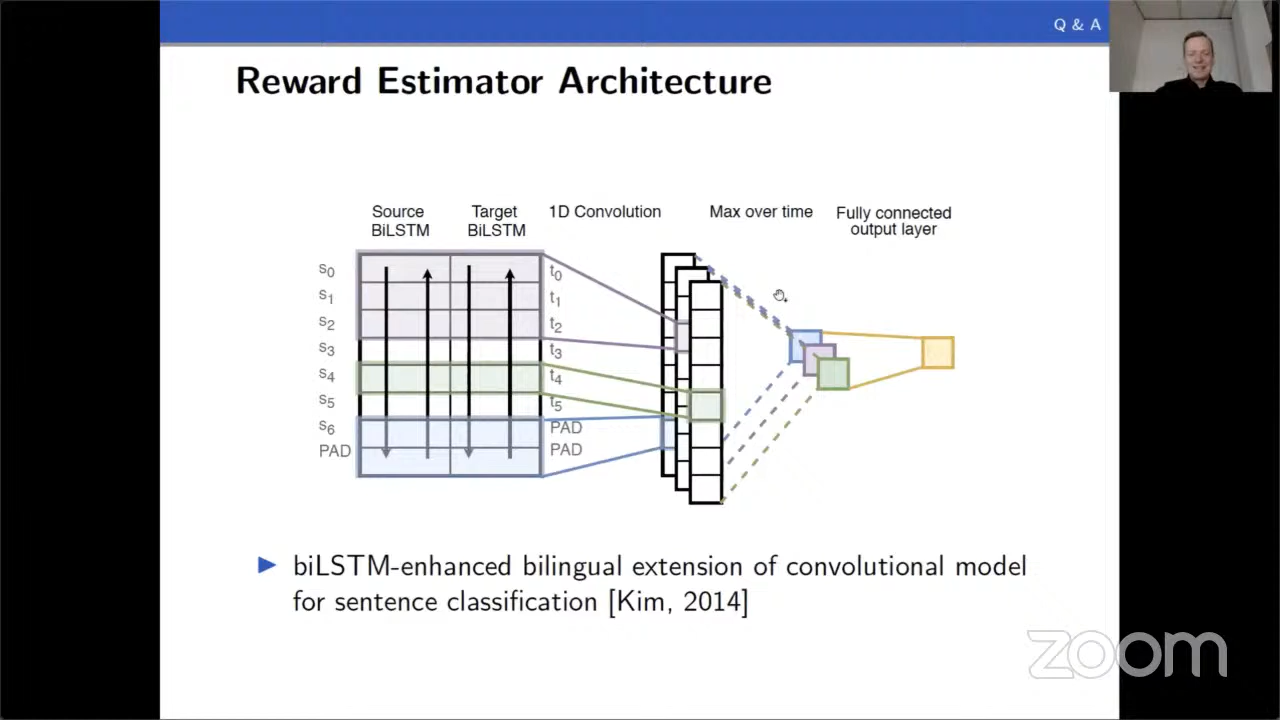 Q & A
Reward Estimator Architecture
Source
BiLSTM
Target
BiLSTM
1D Convolution
Max over time
Fully connected
output layer
s0
s1
s2
s3
s4
s5
s6
PAD
t0
t1
t2
t3
t4
t5
PAD
PAD
biLSTM-enhanced bilingual extension of convolutional model
for sentence classification [Kim, 2014]
zoom